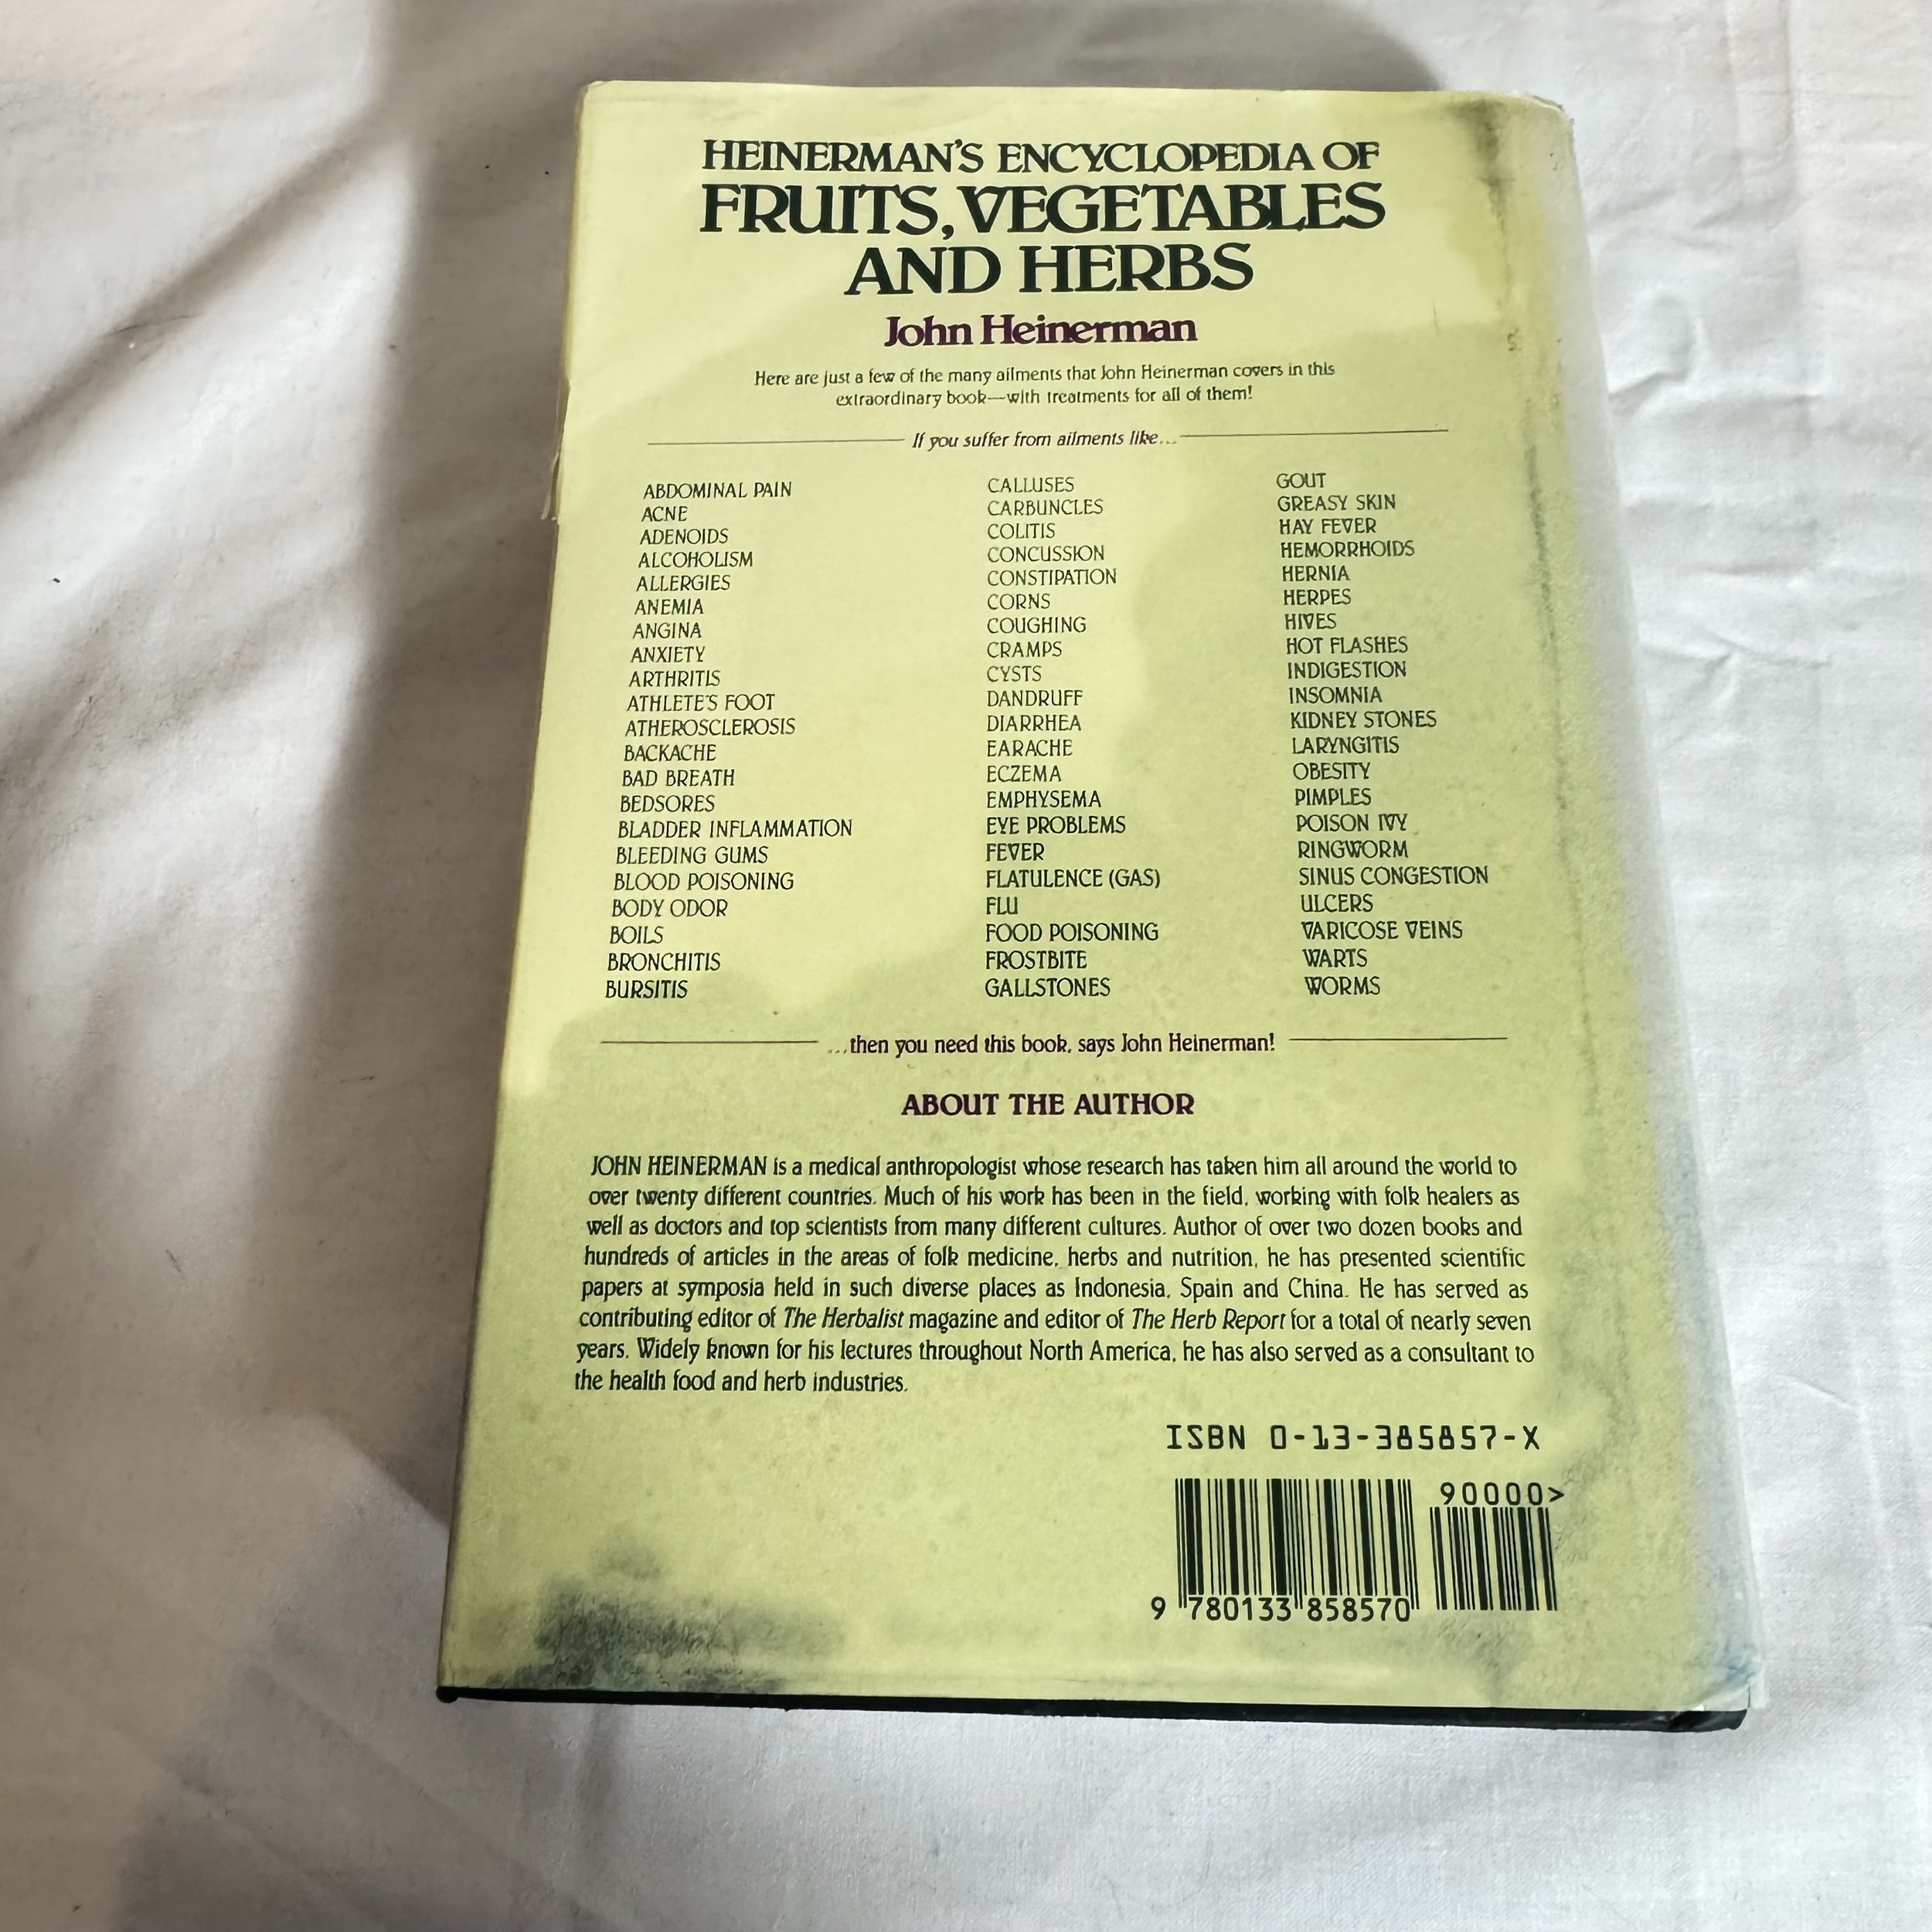 HEINERMAN'S ENCYCLOPEDIA OF
FRUITS, VEGETABLES
AND HERBS
John Heinerman
Here are just a few of the many ailments that John Heinerman covers in this
extraordinary book—with treatments for all of them!
If you suffer from ailments like...
ABDOMINAL PAIN
ACNE
ADENOIDS
ALCOHOLISM
ALLERGIES
ANEMIA
ANGINA
ANXIETY
ARTHRITIS
ATHLETE'S FOOT
ATHEROSCLEROSIS
BACKACHE
BAD BREATH
BEDSORES
BLADDER INFLAMMATION
BLEEDING GUMS
BLOOD POISONING
BODY ODOR
BOILS
BRONCHITIS
BURSITIS
CALLUSES
CARBUNCLES
COLITIS
CONCUSSION
CONSTIPATION
CORNS
COUGHING
CRAMPS
CYSTS
DANDRUFF
DIARRHEA
EARACHE
ECZEMA
EMPHYSEMA
EYE PROBLEMS
FEVER
FLATULENCE (GAS)
FLU
FOOD POISONING
FROSTBITE
GALLSTONES
GOUT
GREASY SKIN
HAY FEVER
HEMORRHOIDS
HERNIA
HERPES
HIVES
HOT FLASHES
INDIGESTION
INSOMNIA
KIDNEY STONES
LARYNGITIS
OBESITY
PIMPLES
POISON IVY
RINGWORM
SINUS CONGESTION
ULCERS
VARICOSE VEINS
WARTS
WORMS
...then you need this book, says John Heinerman!
ABOUT THE AUTHOR
JOHN HEINERMAN is a medical anthropologist whose research has taken him all around the world to
over twenty different countries. Much of his work has been in the field, working with folk healers as
well as doctors and top scientists from many different cultures. Author of over two dozen books and
hundreds of articles in the areas of folk medicine, herbs and nutrition, he has presented scientific
papers at symposia held in such diverse places as Indonesia, Spain and China. He has served as
contributing editor of The Herbalist magazine and editor of The Herb Report for a total of nearly seven
years. Widely known for his lectures throughout North America, he has also served as a consultant to
the health food and herb industries.
ISBN 0-13-385857-X
90000>
9 780133 858570